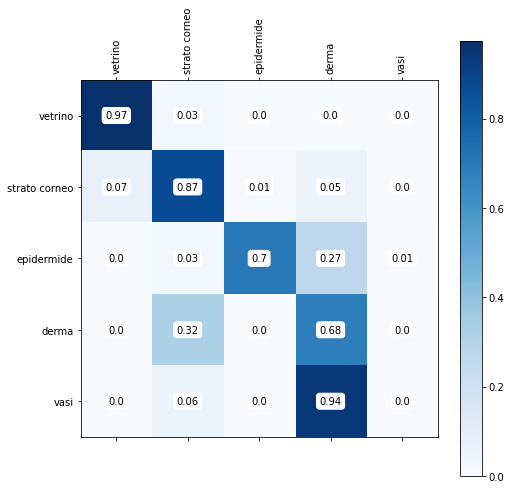 vetrino strato corneo epidermide derma vasi
vetrino 0.97 0.03 0.0 0.0 0.0
strato corneo 0.07 0.87 0.01 0.05 0.0
epidermide 0.0 0.03 0.7 0.27 0.01
derma 0.0 0.32 0.0 0.68 0.0
vasi 0.0 0.06 0.0 0.94 0.0
0.8
0.6
0.4
0.2
0.0